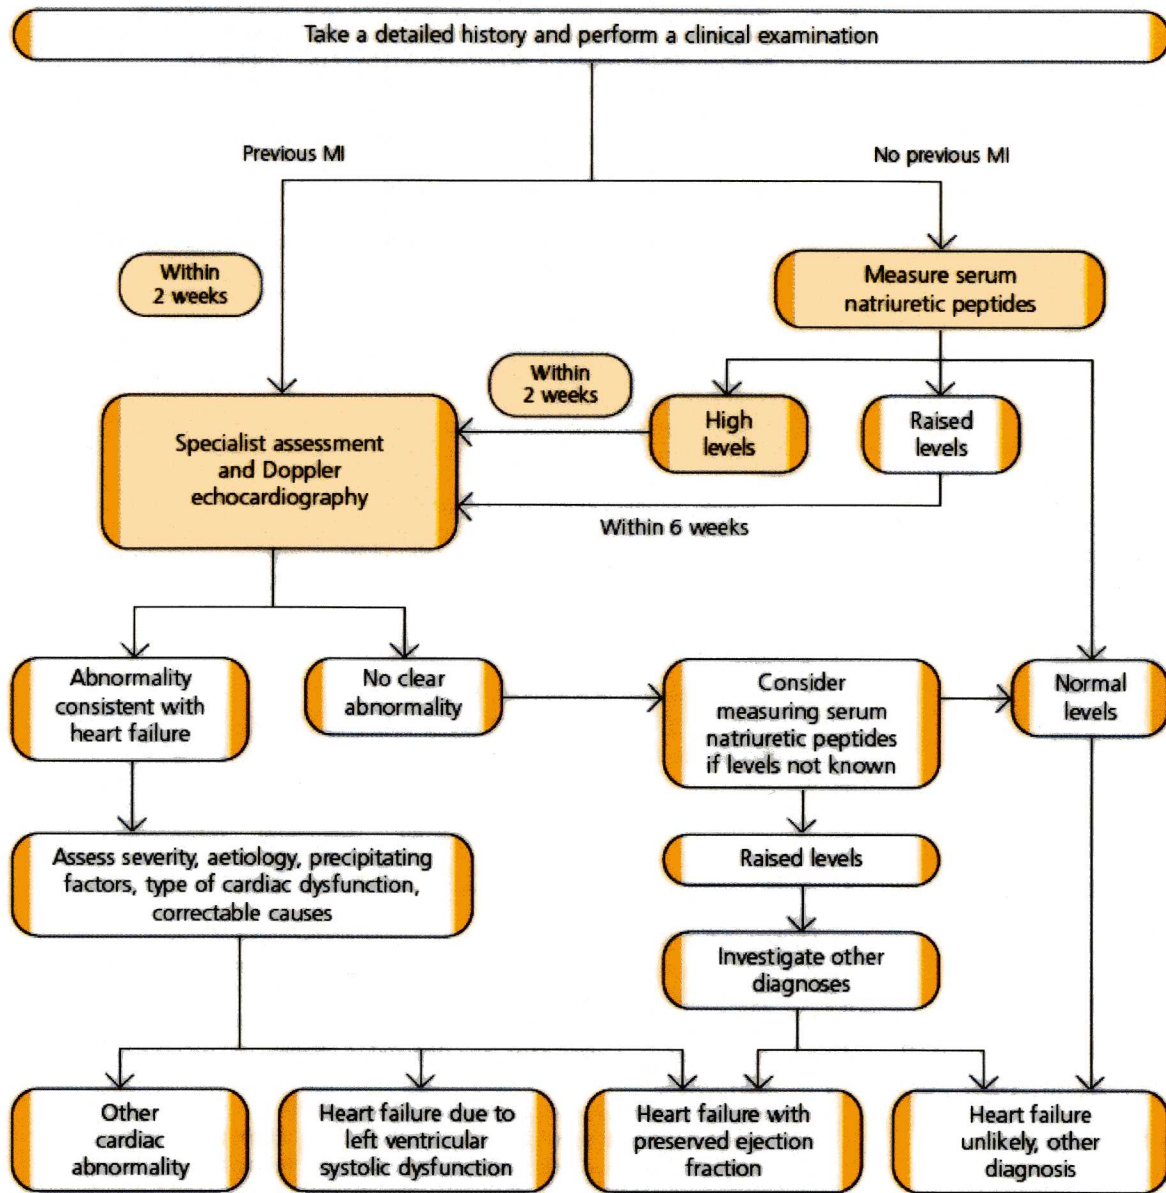 Take a detailed history and perform a clinical examination
Previous MI
No previous MI
Within
2 weeks
Measure serum
natriuretic peptides
Within
2 weeks
High
levels
Raised
levels
Specialist assessment
and Doppler
echocardiography
Within 6 weeks
Abnormality
consistent with
heart failure
No clear
abnormality
Consider
measuring serum
natriuretic peptides
if levels not known
Normal
levels
Assess severity, aetiology, precipitating
factors, type of cardiac dysfunction,
correctable causes
Raised levels
Investigate other
diagnoses
Other
cardiac
abnormality
Heart failure due to
left ventricular
systolic dysfunction
Heart failure with
preserved ejection
fraction
Heart failure
unlikely, other
diagnosis